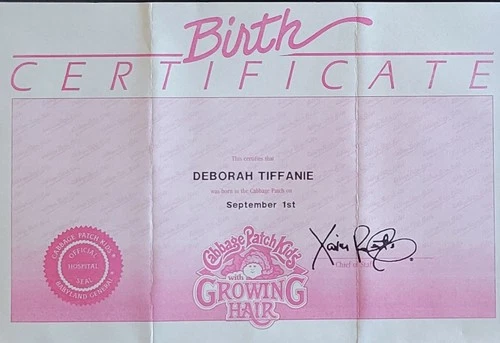 Birth
CERTIFICATE
This certifies that
DEBORAH TIFFANIE
was born in the Cabbage Patch on
September 1st
Xavier Roberts
Chief of Staff
CABBAGE PATCH KIDS
OFFICIAL
HOSPITAL
SEAL
BABYLAND GENERAL
Cabbage Patch Kids
with
GROWING
HAIR